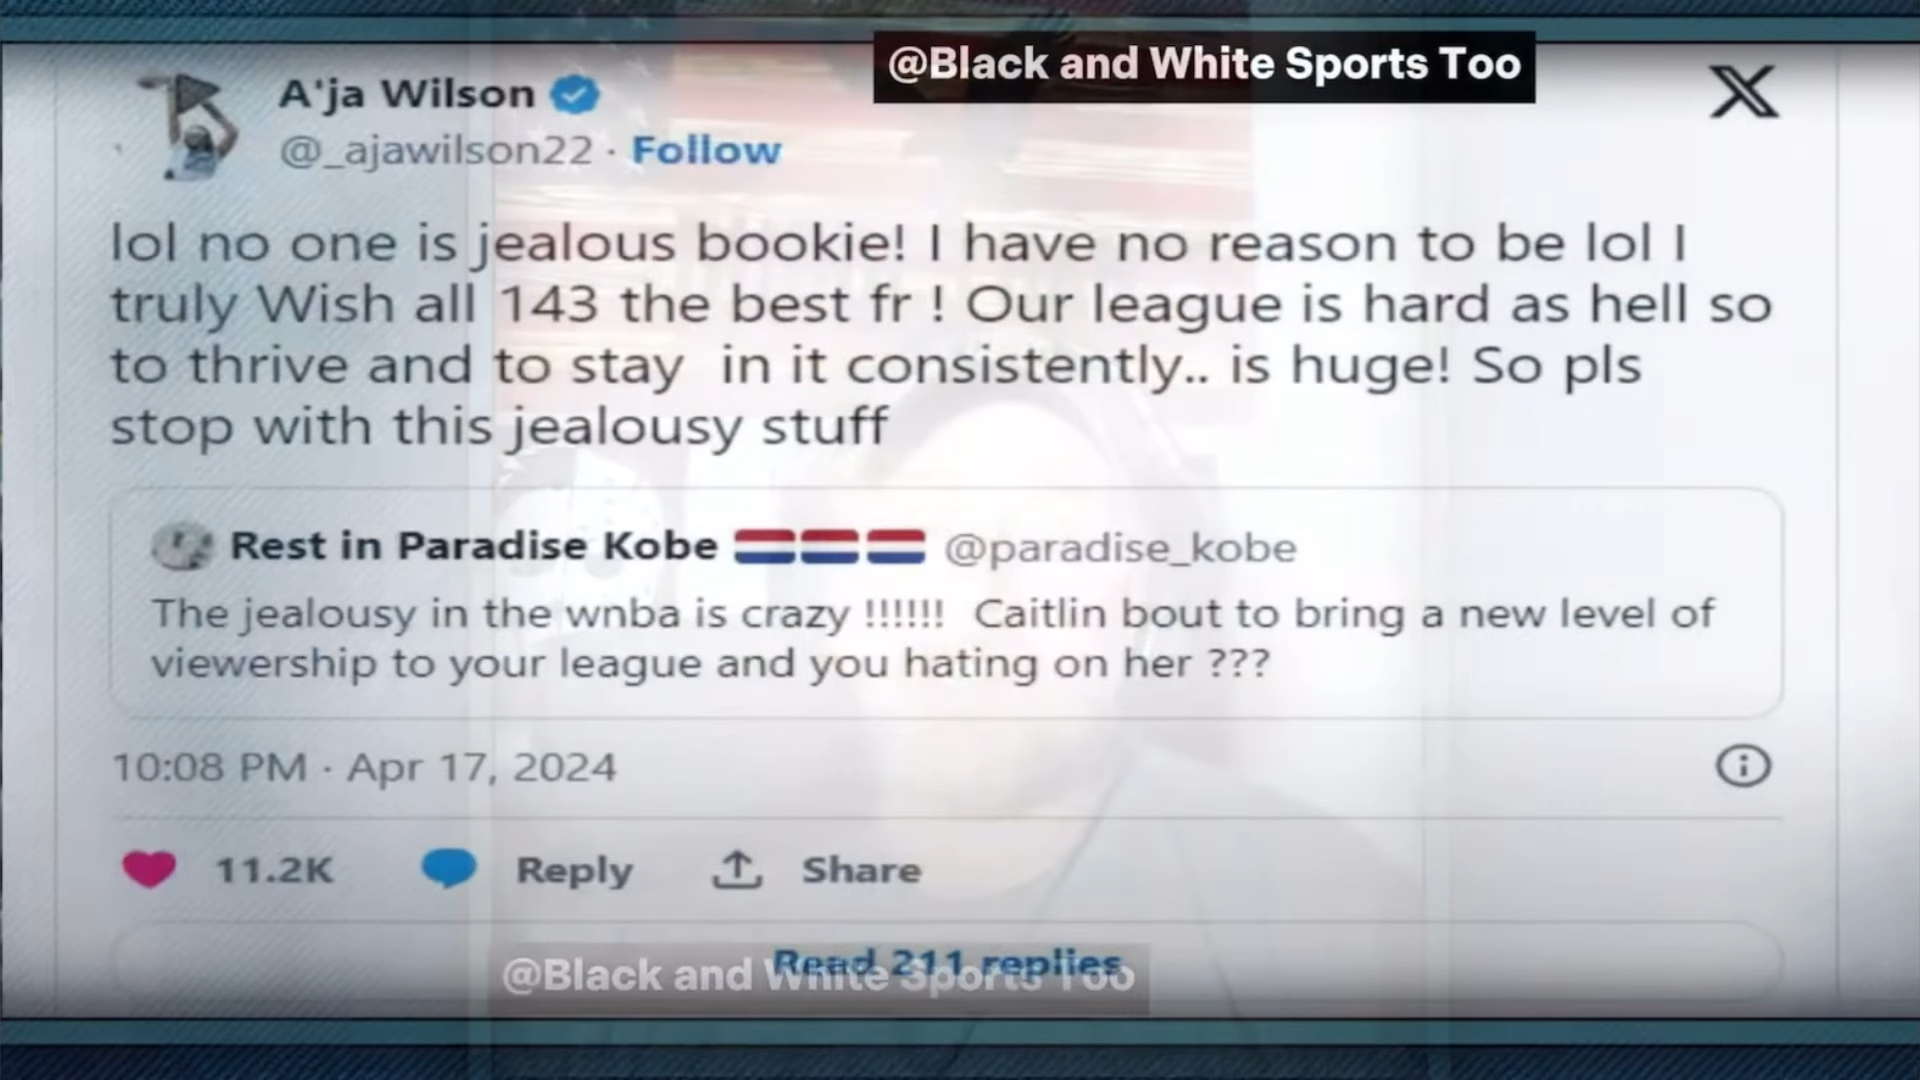 @Black and White Sports Too
A'ja Wilson
@_ajawilson22 · Follow
lol no one is jealous bookie! I have no reason to be lol I
truly Wish all 143 the best fr ! Our league is hard as hell so
to thrive and to stay in it consistently.. is huge! So pls
stop with this jealousy stuff
Rest in Paradise Kobe @paradise_kobe
The jealousy in the wnba is crazy !!!!!! Caitlin bout to bring a new level of
viewership to your league and you hating on her ???
10:08 PM · Apr 17, 2024
11.2K Reply Share
Read 211 replies
@Black and White Sports Too